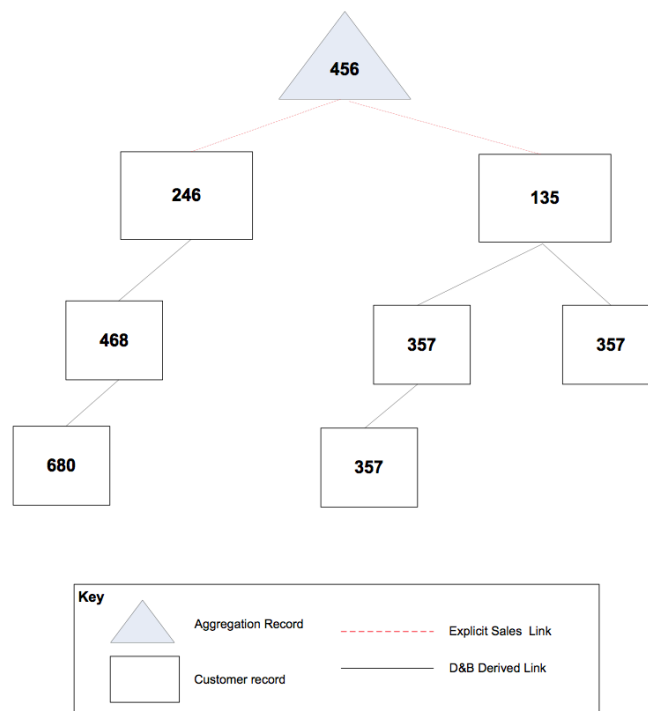 456
246
135
468
357
357
680
357
Key
Aggregation Record
Explicit Sales Link
Customer record
D&B Derived Link